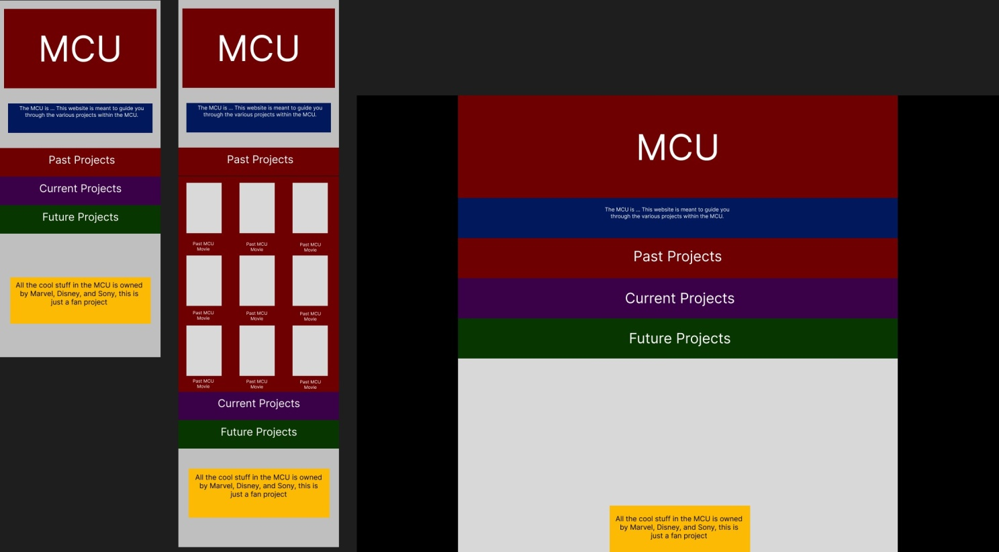 MCU
The MCU is ... This website is meant to guide you
through the various projects within the MCU.
Past Projects
Current Projects
Future Projects
All the cool stuff in the MCU is owned
by Marvel, Disney, and Sony, this is
just a fan project
MCU
The MCU is ... This website is meant to guide you
through the various projects within the MCU.
Past Projects
Past MCU
Movie
Past MCU
Movie
Past MCU
Movie
Past MCU
Movie
Past MCU
Movie
Past MCU
Movie
Past MCU
Movie
Past MCU
Movie
Past MCU
Movie
Current Projects
Future Projects
All the cool stuff in the MCU is owned
by Marvel, Disney, and Sony, this is
just a fan project
MCU
The MCU is ... This website is meant to guide you
through the various projects within the MCU.
Past Projects
Current Projects
Future Projects
All the cool stuff in the MCU is owned
by Marvel, Disney, and Sony, this is
just a fan project